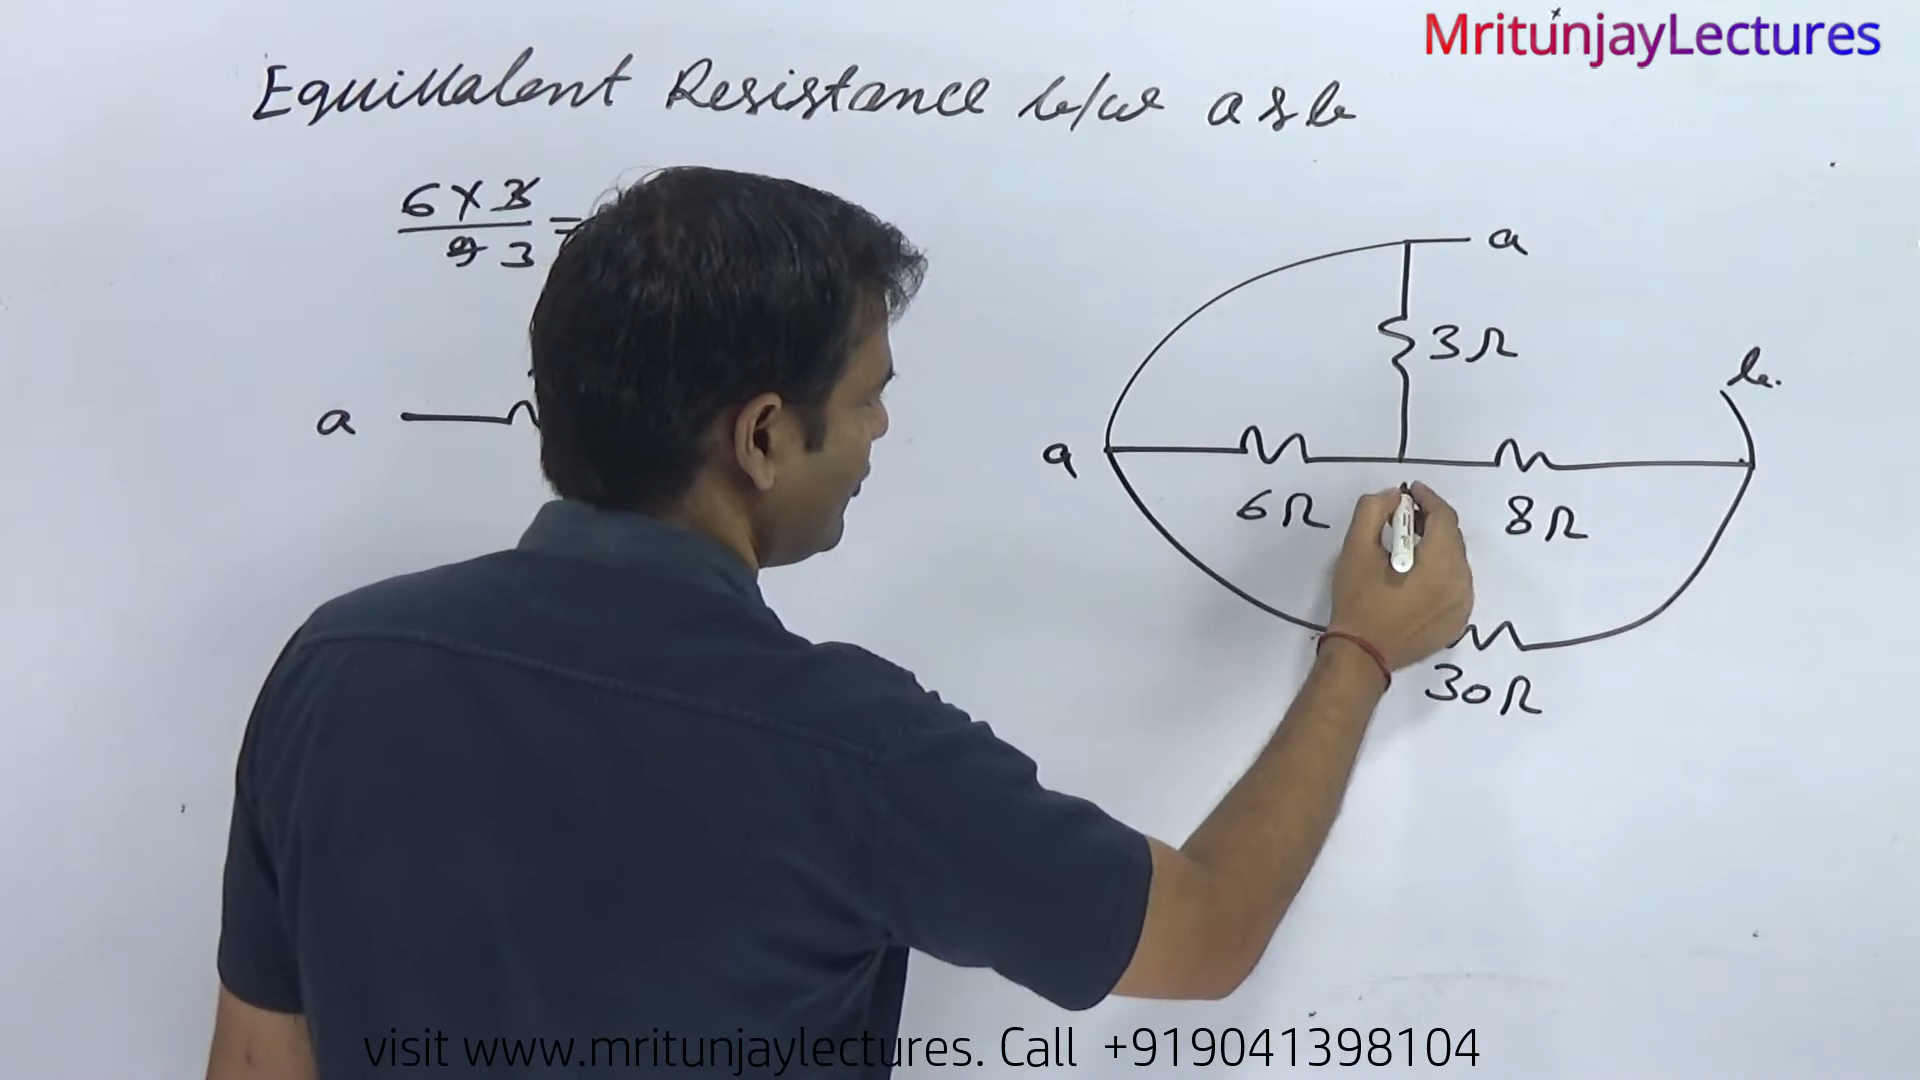 MritunjayLectures
Equivalent Resistance b/w a & b
6 X 3
9 3
=
a
a
3Ω
b
a
6Ω
8Ω
30Ω
visit www.mritunjaylectures. Call +919041398104